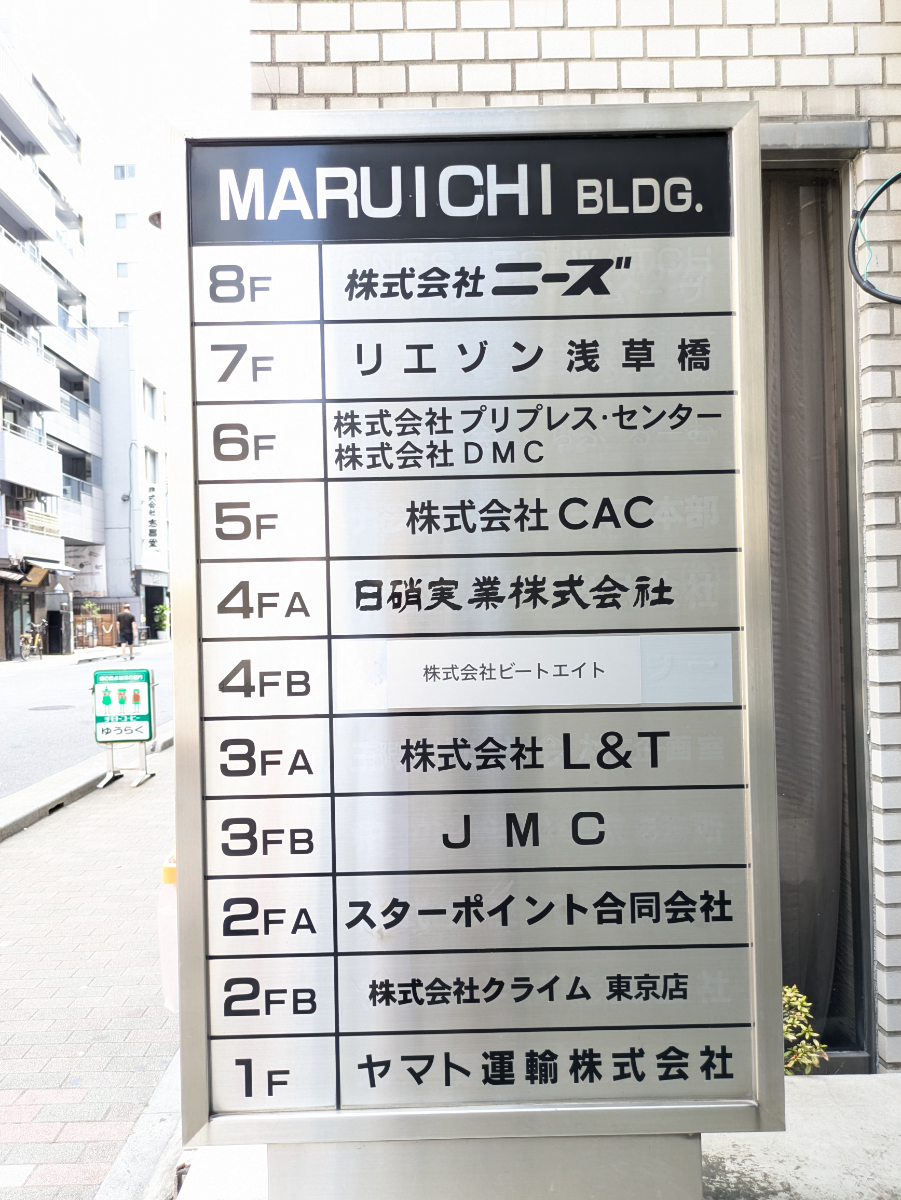 MARUICHI BLDG.
8F 株式会社ニーズ
7F リエゾン浅草橋
6F 株式会社プリプレス・センター
株式会社DMC
5F 株式会社CAC
4FA 日硝実業株式会社
4FB 株式会社ビートエイト
3FA 株式会社L&T
3FB JMC
2FA スターポイント合同会社
2FB 株式会社クライム 東京店
1F ヤマト運輸株式会社
ゆうらく